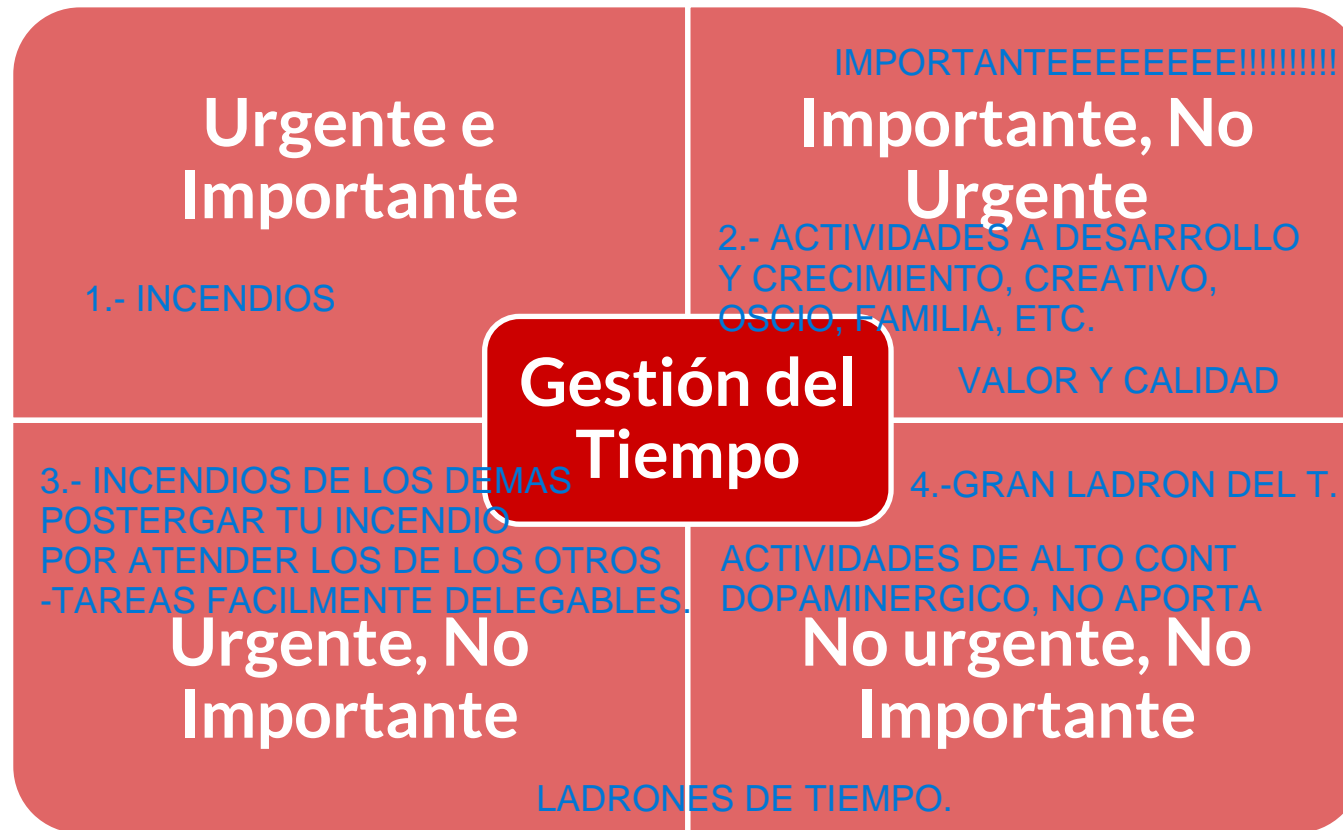 Urgente e
Importante
1.- INCENDIOS
IMPORTANTEEEEEEEE!!!!!!!!!!
Importante, No
Urgente
2.- ACTIVIDADES A DESARROLLO
Y CRECIMIENTO, CREATIVO,
OSCIO, FAMILIA, ETC.
VALOR Y CALIDAD
Gestión del
Tiempo
3.- INCENDIOS DE LOS DEMAS
POSTERGAR TU INCENDIO
POR ATENDER LOS DE LOS OTROS
-TAREAS FACILMENTE DELEGABLES.
Urgente, No
Importante
4.-GRAN LADRON DEL T.
ACTIVIDADES DE ALTO CONT
DOPAMINERGICO, NO APORTA
No urgente, No
Importante
LADRONES DE TIEMPO.